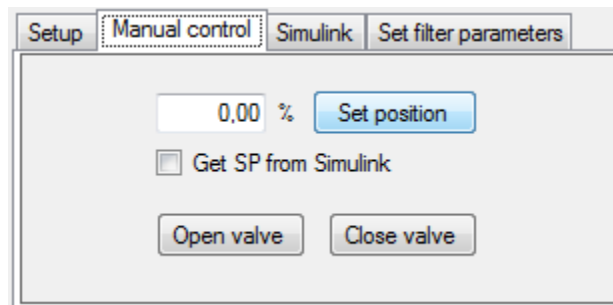 Setup Manual control Simulink Set filter parameters
0,00 % Set position
Get SP from Simulink
Open valve Close valve